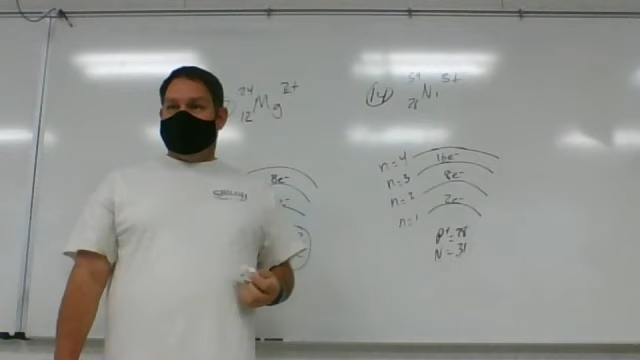 24 2+
Mg
12
8e-
14
59 3+
Ni
28
n=4 16e-
n=3 8e-
n=2 2e-
n=1
P+=28
N=31